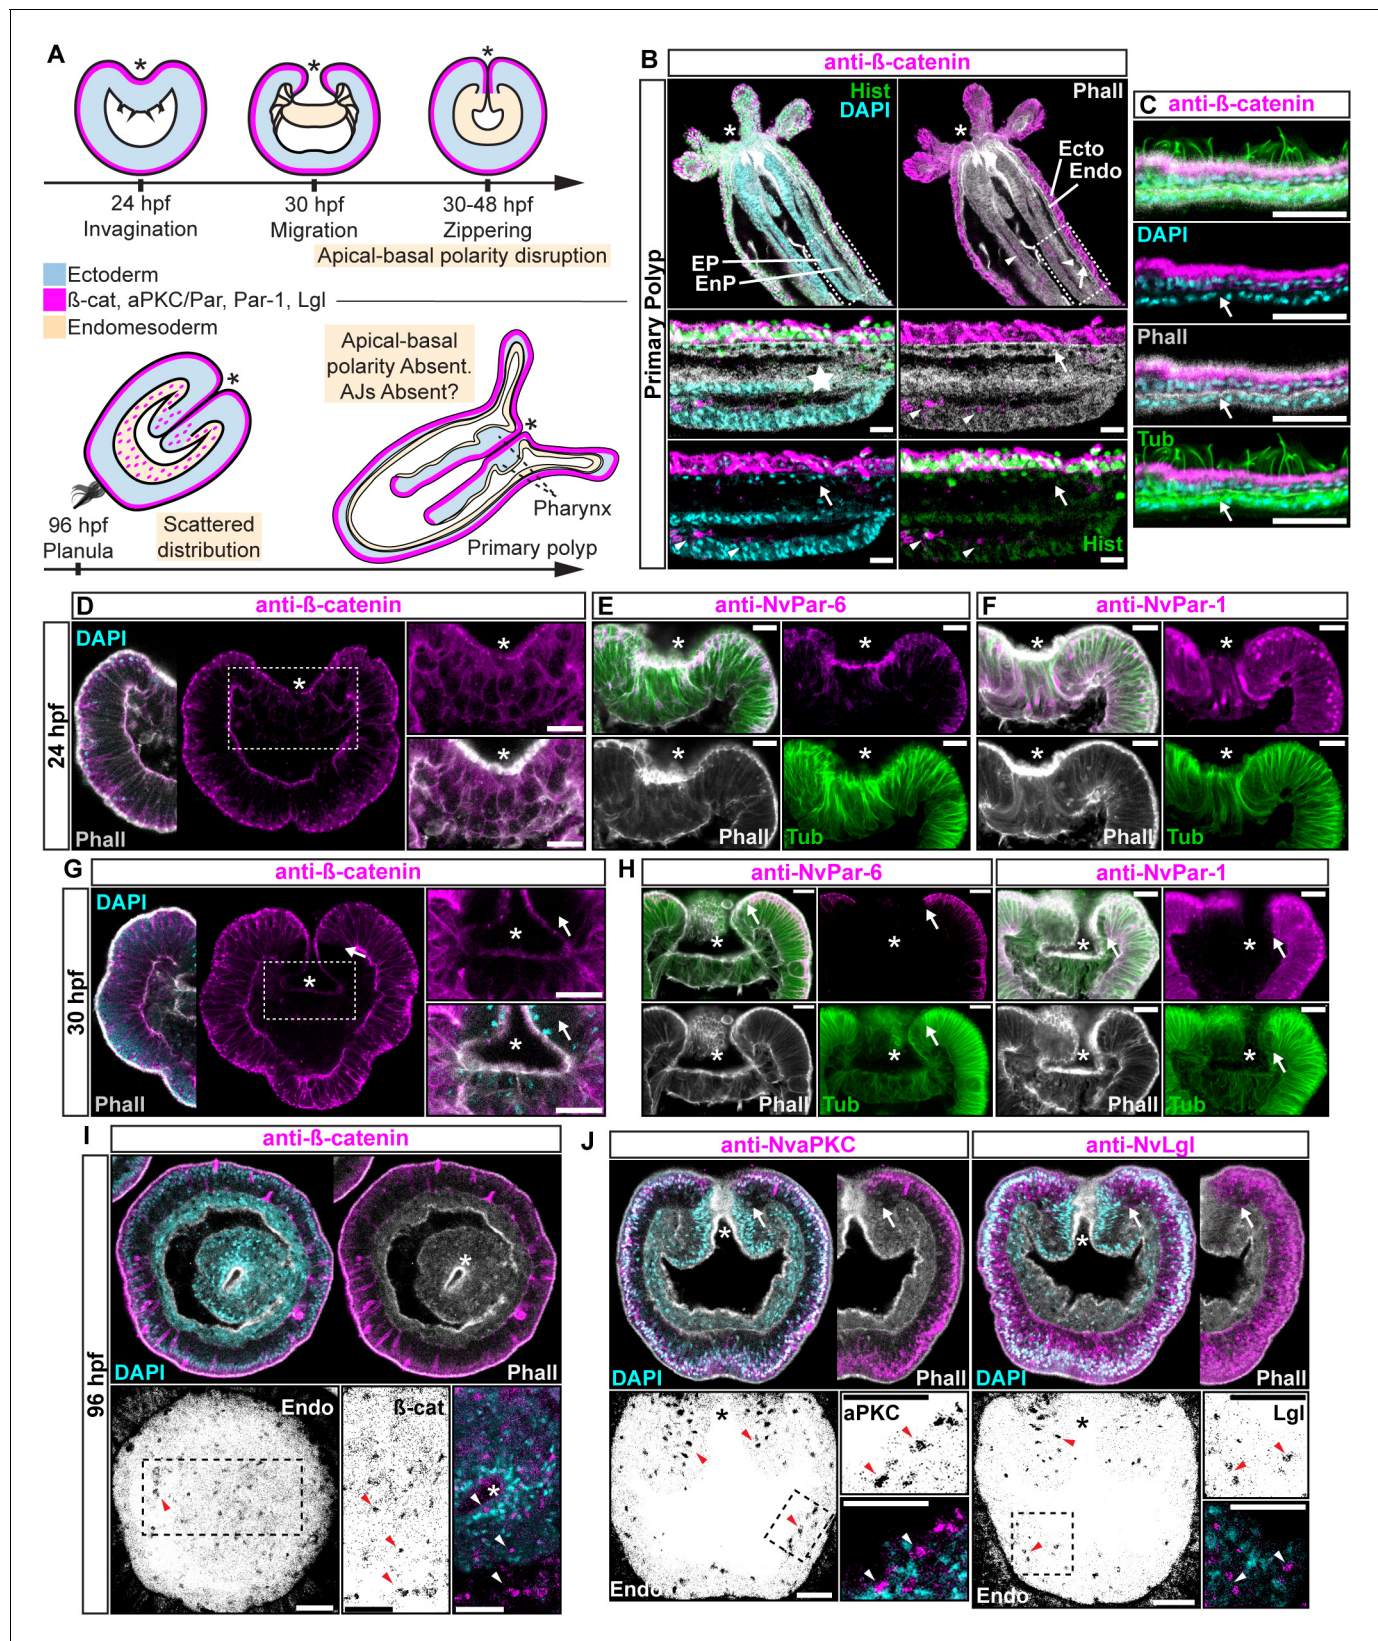 A
*
*
*
24 hpf
Invagination
30 hpf
Migration
30-48 hpf
Zippering
Apical-basal polarity disruption
Ectoderm
ß-cat, aPKC/Par, Par-1, Lgl
Endomesoderm
*
96 hpf
Planula
Scattered
distribution
Apical-basal
polarity Absent.
AJs Absent?
*
Pharynx
Primary polyp
B
anti-ß-catenin
Primary Polyp
Hist
DAPI
*
EP
EnP
Phall
*
Ecto
Endo
Hist
C
anti-ß-catenin
DAPI
Phall
Tub
D
anti-ß-catenin
24 hpf
DAPI
Phall
*
*
*
E
anti-NvPar-6
*
*
*
Phall
*
Tub
F
anti-NvPar-1
*
*
*
Phall
*
Tub
G
anti-ß-catenin
30 hpf
DAPI
Phall
*
*
*
H
anti-NvPar-6
*
*
*
Phall
*
Tub
anti-NvPar-1
*
*
*
Phall
*
Tub
I
anti-ß-catenin
96 hpf
DAPI
*
Phall
Endo
ß-cat
*
J
anti-NvaPKC
*
DAPI
Phall
*
Endo
aPKC
anti-NvLgl
*
DAPI
Phall
*
Endo
Lgl